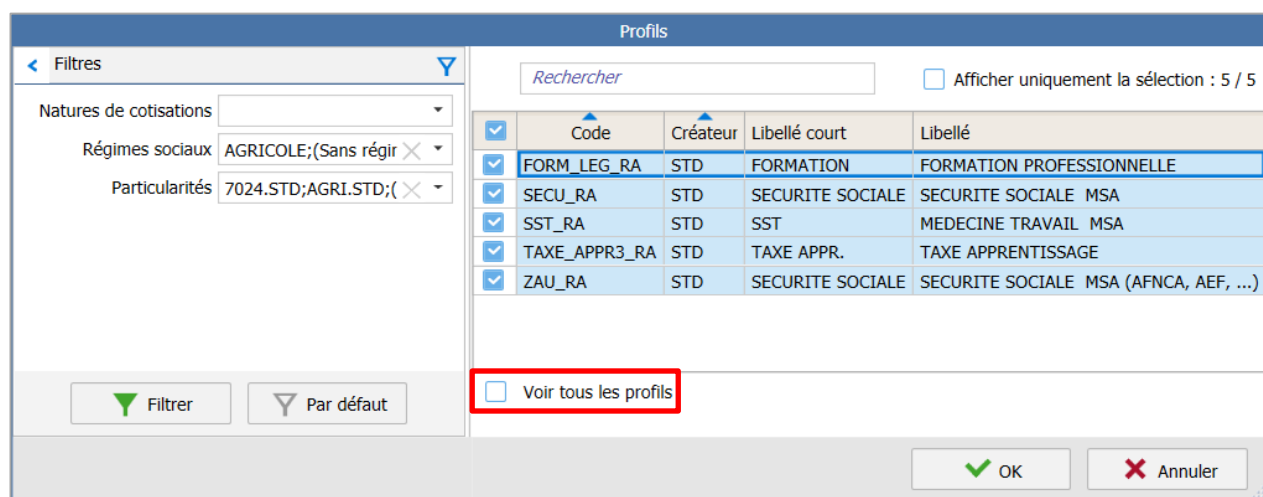 Profils
Filtres
Natures de cotisations
Régimes sociaux AGRICOLE;(Sans régir
Particularités 7024.STD;AGRI.STD;(
Filtrer Par défaut
Rechercher Afficher uniquement la sélection : 5 / 5
Code Créateur Libellé court Libellé
FORM_LEG_RA STD FORMATION FORMATION PROFESSIONNELLE
SECU_RA STD SECURITE SOCIALE SECURITE SOCIALE MSA
SST_RA STD SST MEDECINE TRAVAIL MSA
TAXE_APPR3_RA STD TAXE APPR. TAXE APPRENTISSAGE
ZAU_RA STD SECURITE SOCIALE SECURITE SOCIALE MSA (AFNCA, AEF, ...)
Voir tous les profils
OK Annuler